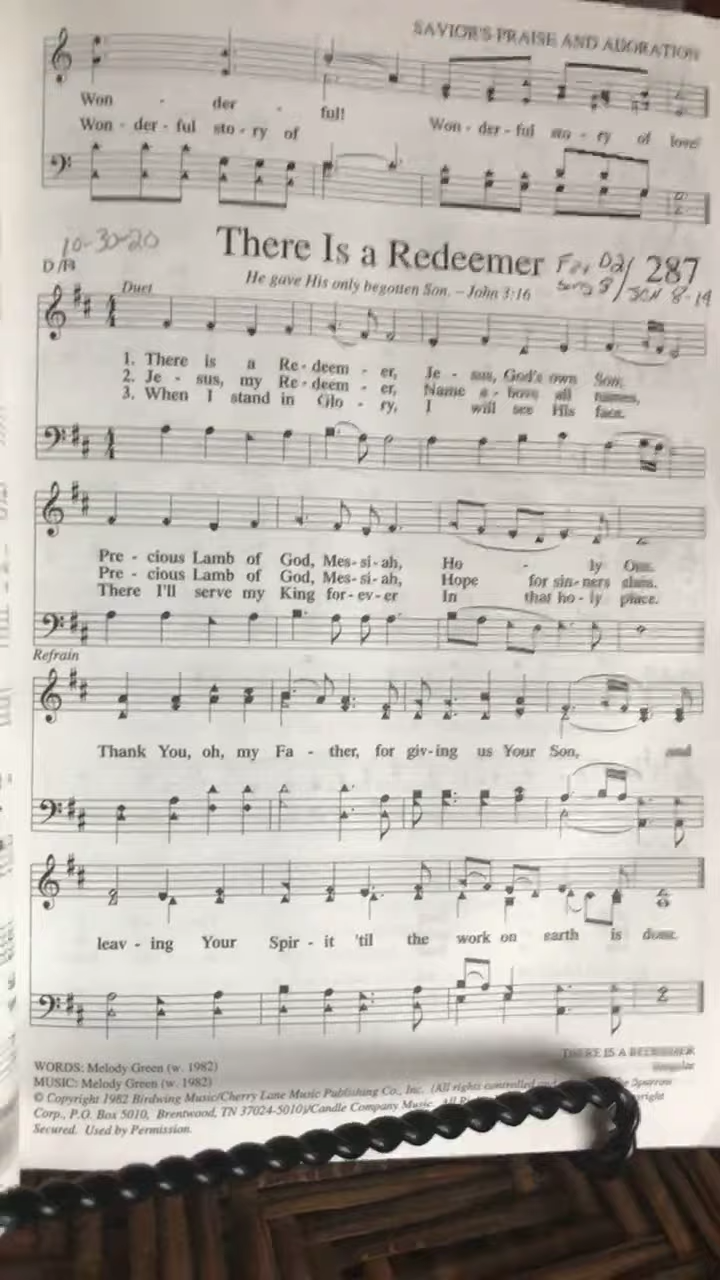 SAVIOR'S PRAISE AND ADORATION
Won - der - ful! Won - der - ful sto - ry of love!
Won - der - ful sto - ry of
10-30-20
There Is a Redeemer 287
He gave His only begotten Son. – John 3:16
Duet
1. There is a Re - deem - er, Je - sus, God's own Son,
2. Je - sus, my Re - deem - er, Name a - bove all names,
3. When I stand in Glo - ry, I will see His face.
Pre - cious Lamb of God, Mes - si - ah, Ho - ly One.
Pre - cious Lamb of God, Mes - si - ah, Hope for sin - ners slain.
There I'll serve my King for - ev - er In that ho - ly place.
Refrain
Thank You, oh, my Fa - ther, for giv - ing us Your Son, and
leav - ing Your Spir - it 'til the work on earth is done.
THERE IS A REDEEMER
Irregular
WORDS: Melody Green (w. 1982)
MUSIC: Melody Green (w. 1982)
© Copyright 1982 Birdwing Music/Cherry Lane Music Publishing Co., Inc. (All rights controlled and Sparrow
Corp., P.O. Box 5010, Brentwood, TN 37024-5010)/Candle Company Music. All
Secured. Used by Permission.